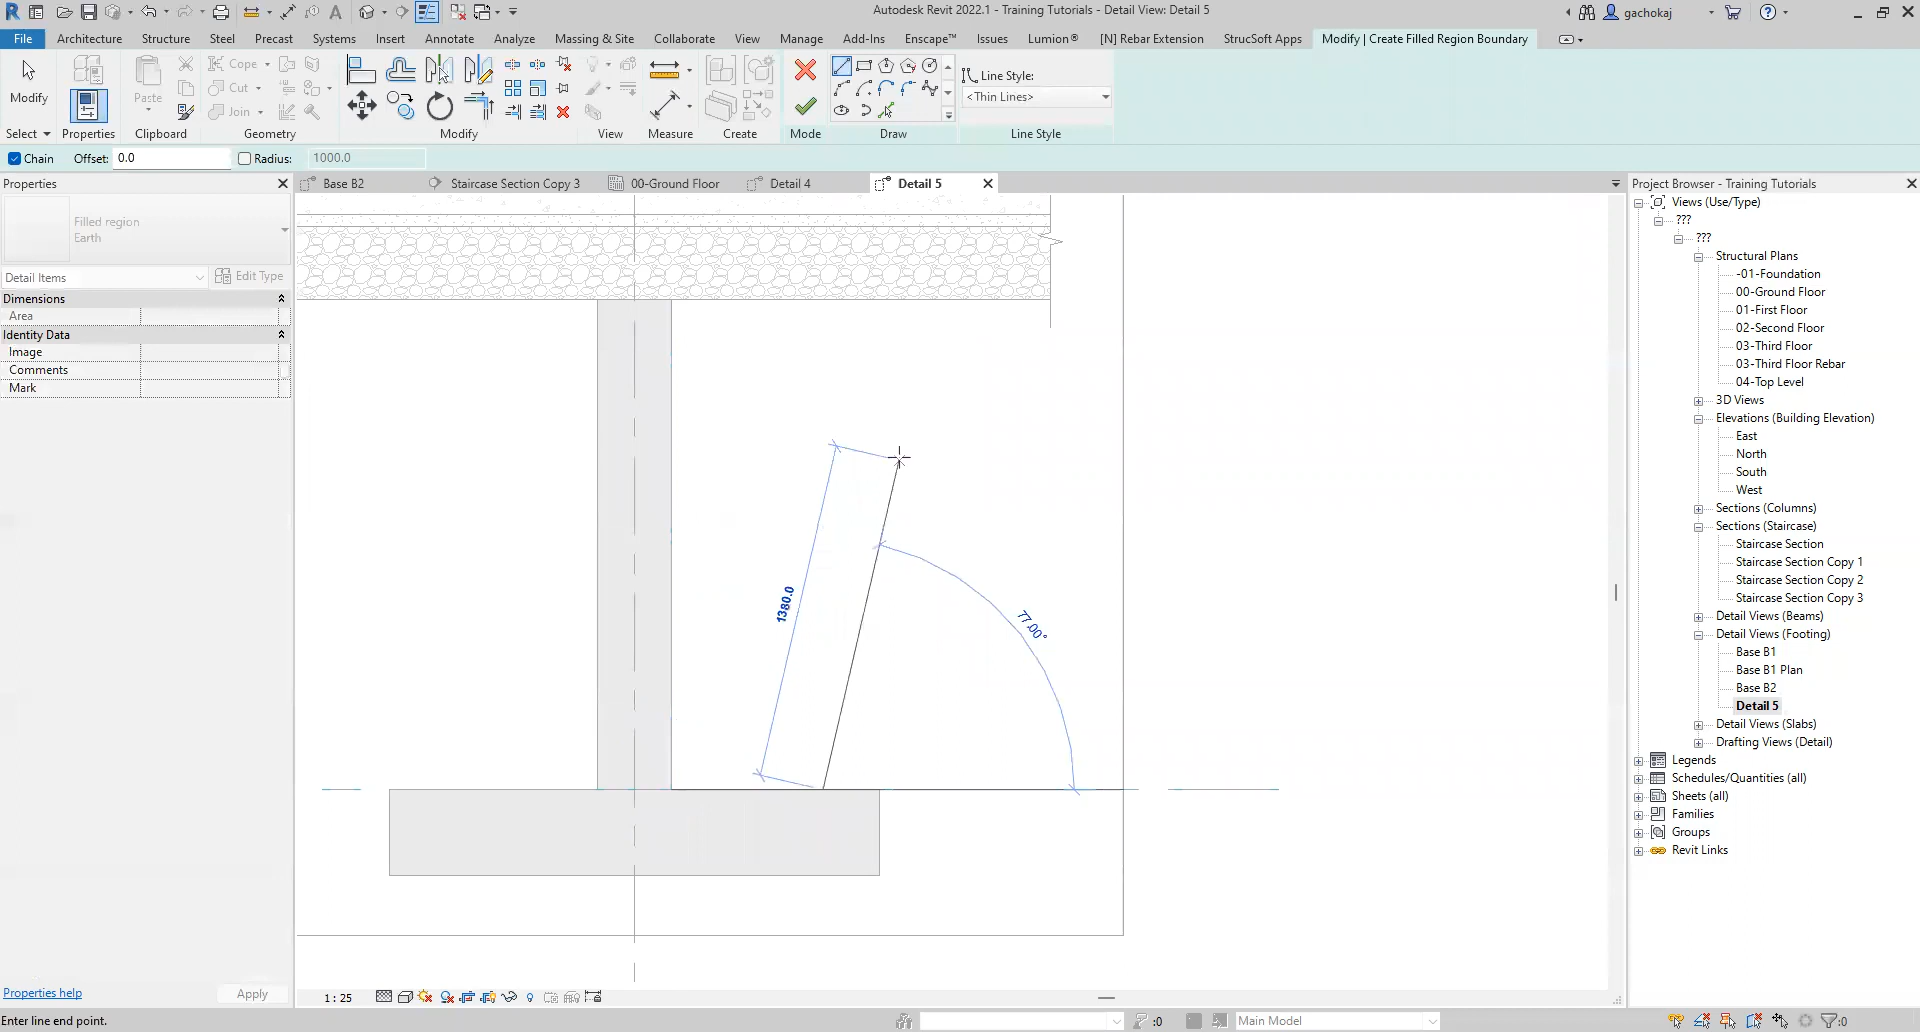 Autodesk Revit 2022.1 - Training Tutorials - Detail View: Detail 5
gachokaj
File
Architecture
Structure
Steel
Precast
Systems
Insert
Annotate
Analyze
Massing & Site
Collaborate
View
Manage
Add-Ins
Enscape™
Issues
Lumion®
[N] Rebar Extension
StrucSoft Apps
Modify | Create Filled Region Boundary
Modify
Paste
Cope
Cut
Join
Line Style:
<Thin Lines>
Select
Properties
Clipboard
Geometry
Modify
View
Measure
Create
Mode
Draw
Line Style
Chain
Offset:
0.0
Radius:
1000.0
Properties
Filled region
Earth
Detail Items
Edit Type
Dimensions
Area
Identity Data
Image
Comments
Mark
Properties help
Apply
Base B2
Staircase Section Copy 3
00-Ground Floor
Detail 4
Detail 5
1380.0
77.00°
1 : 25
Project Browser - Training Tutorials
Views (Use/Type)
???
???
Structural Plans
-01-Foundation
00-Ground Floor
01-First Floor
02-Second Floor
03-Third Floor
03-Third Floor Rebar
04-Top Level
3D Views
Elevations (Building Elevation)
East
North
South
West
Sections (Columns)
Sections (Staircase)
Staircase Section
Staircase Section Copy 1
Staircase Section Copy 2
Staircase Section Copy 3
Detail Views (Beams)
Detail Views (Footing)
Base B1
Base B1 Plan
Base B2
Detail 5
Detail Views (Slabs)
Drafting Views (Detail)
Legends
Schedules/Quantities (all)
Sheets (all)
Families
Groups
Revit Links
Enter line end point.
:0
Main Model
:0